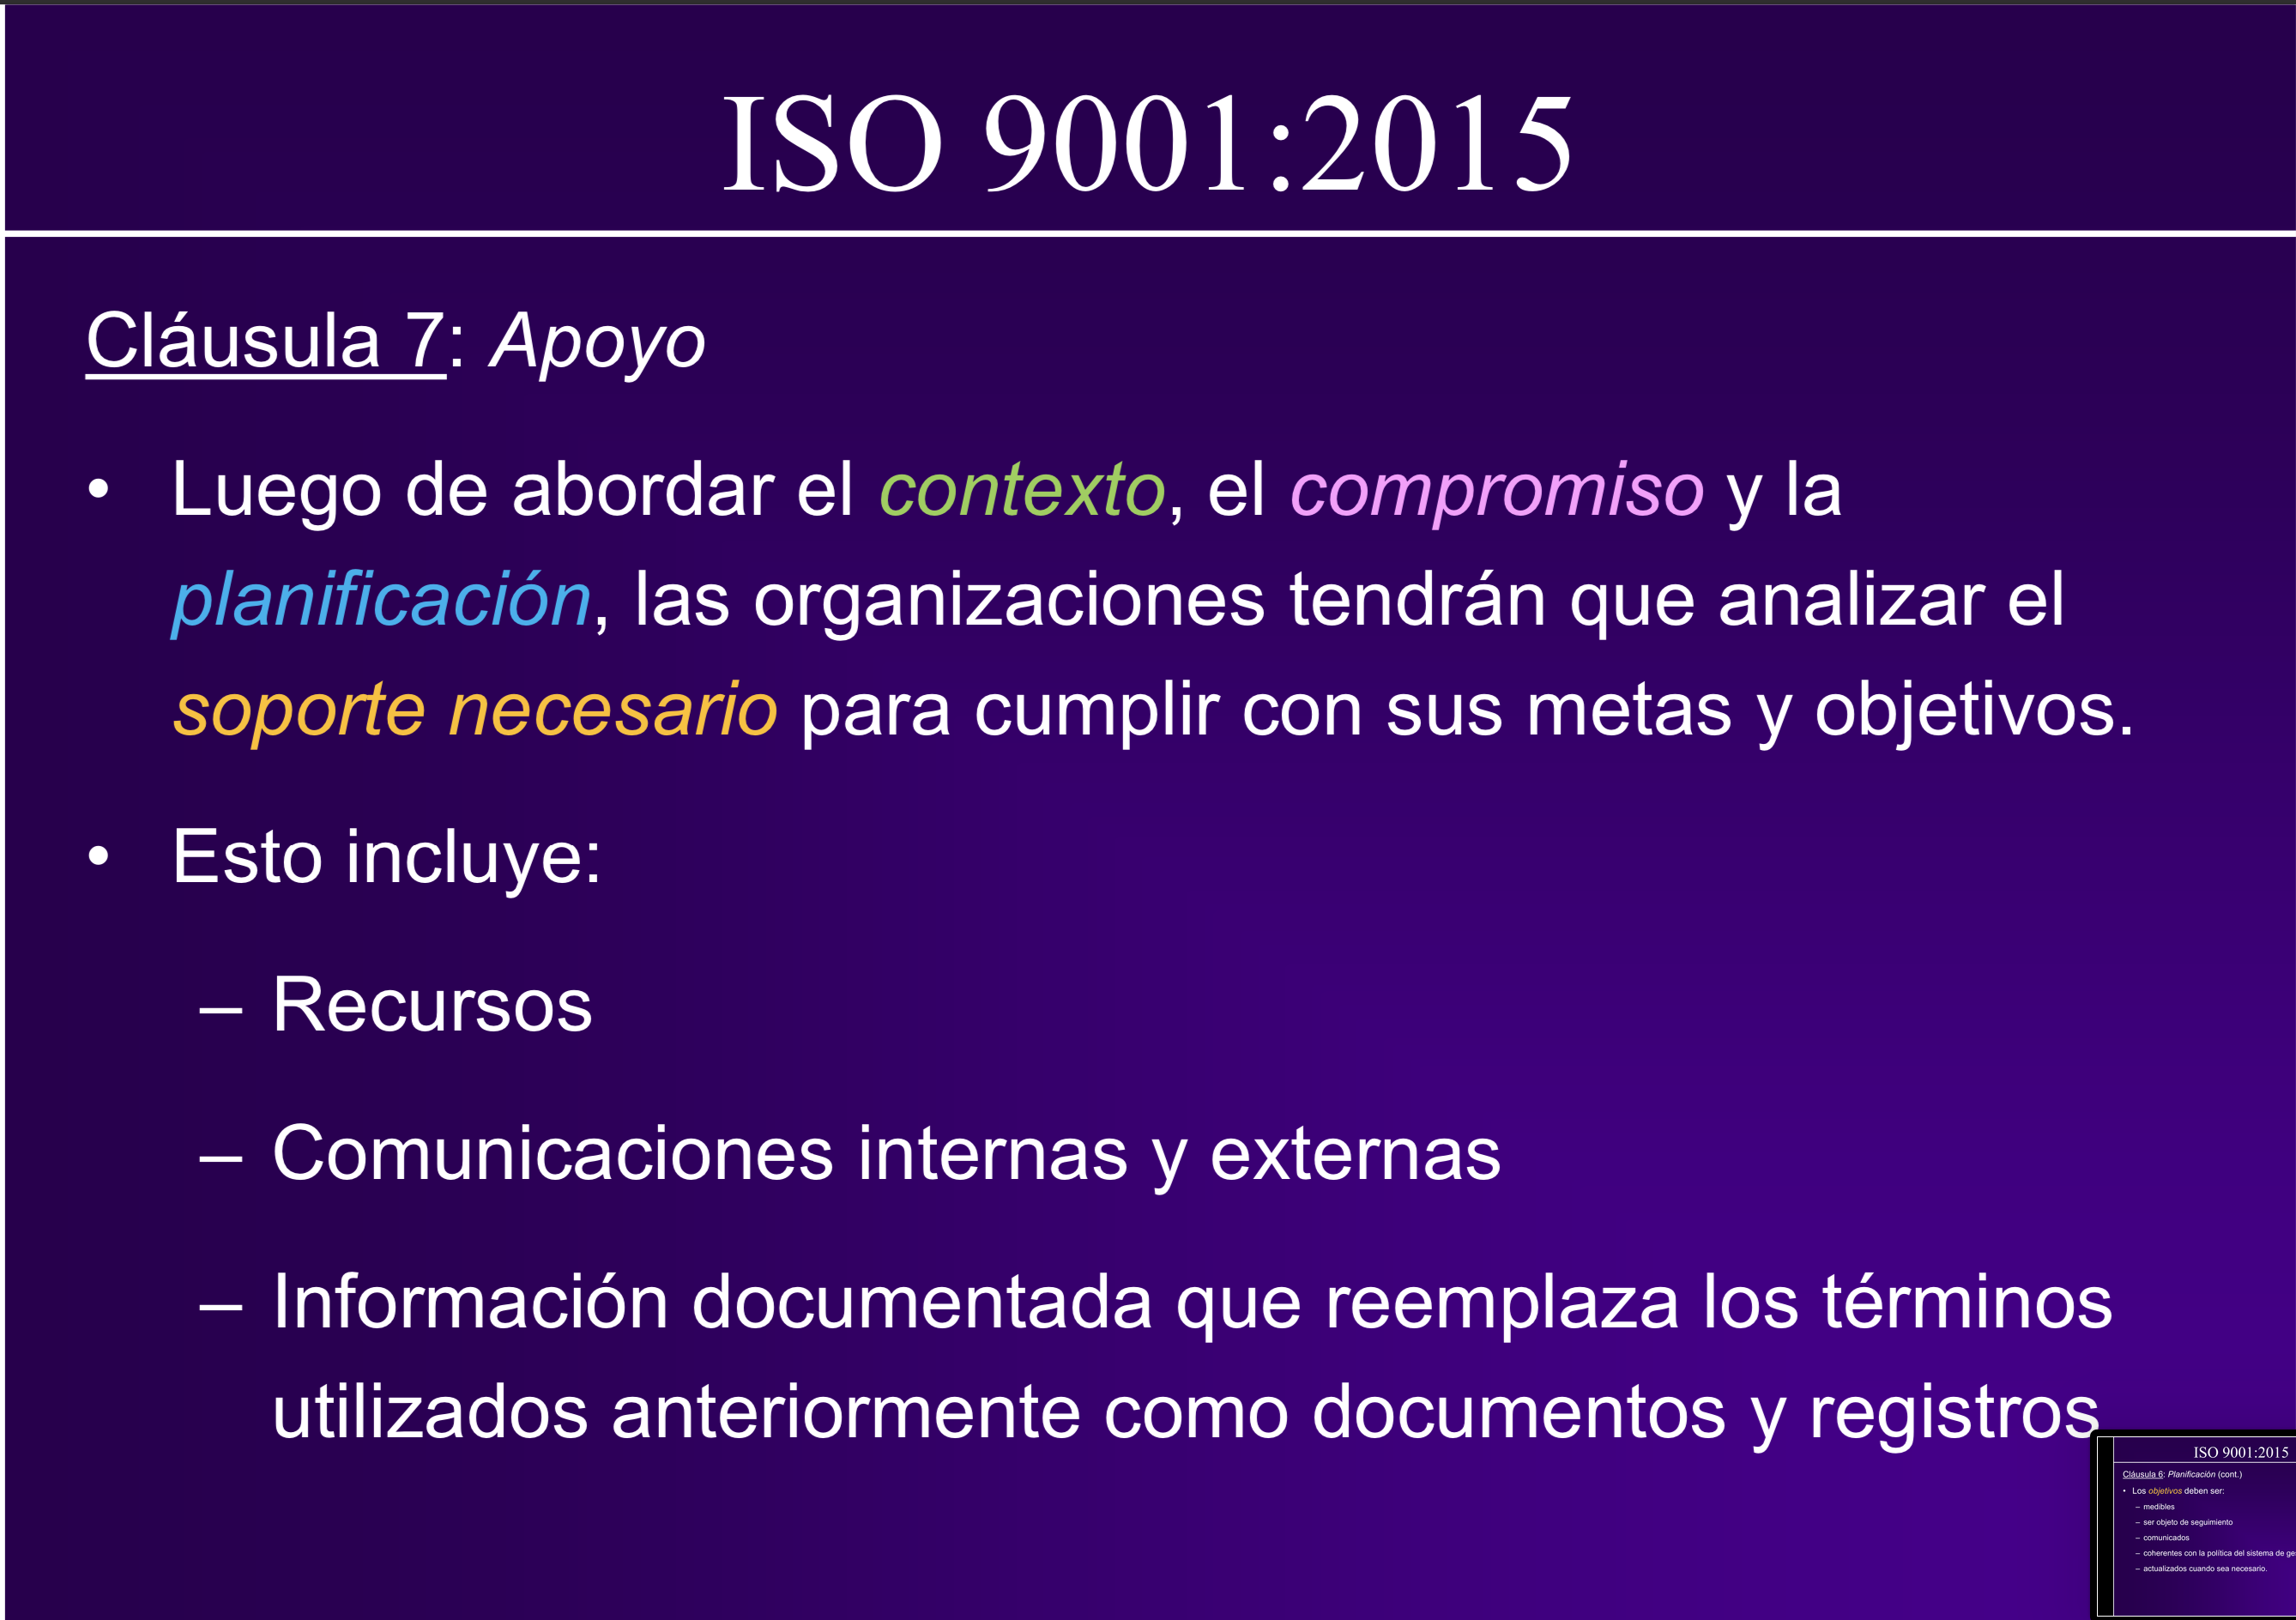 ISO 9001:2015
Cláusula 7: Apoyo
• Luego de abordar el contexto, el compromiso y la
planificación, las organizaciones tendrán que analizar el
soporte necesario para cumplir con sus metas y objetivos.
• Esto incluye:
– Recursos
– Comunicaciones internas y externas
– Información documentada que reemplaza los términos
utilizados anteriormente como documentos y registros
ISO 9001:2015
Cláusula 6: Planificación (cont.)
• Los objetivos deben ser:
– medibles
– ser objeto de seguimiento
– comunicados
– coherentes con la política del sistema de ge
– actualizados cuando sea necesario.